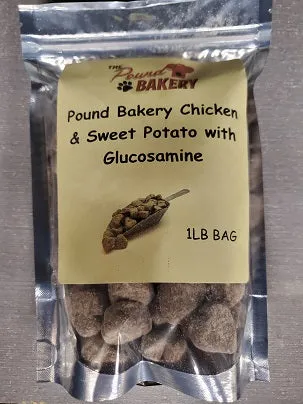 THE
Pound
BAKERY
Pound Bakery Chicken
& Sweet Potato with
Glucosamine
1LB BAG